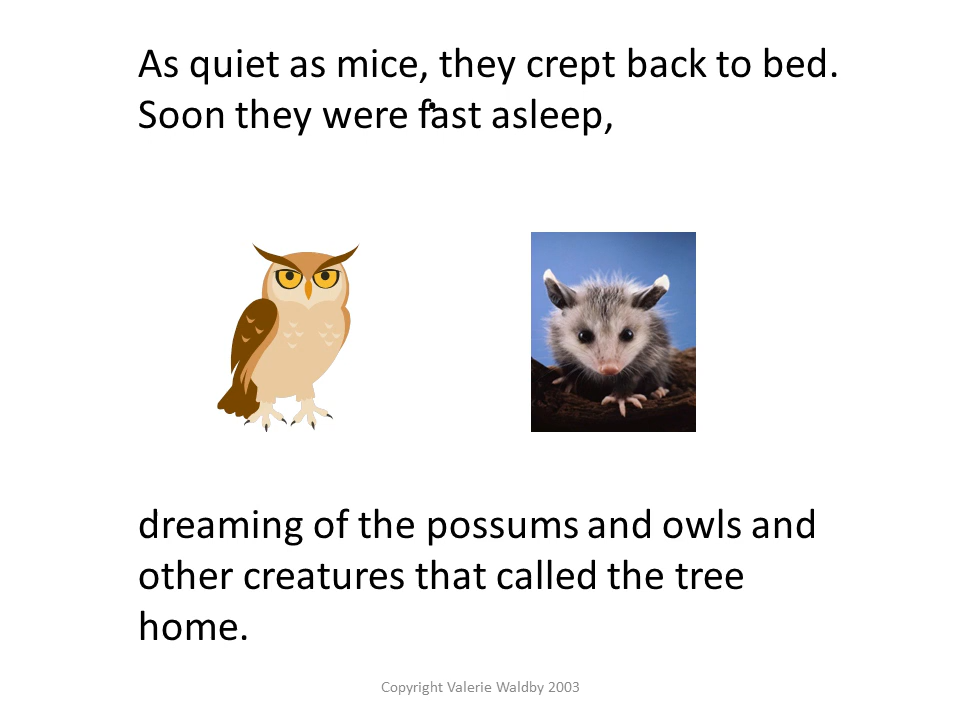 As quiet as mice, they crept back to bed.
Soon they were fast asleep,
dreaming of the possums and owls and
other creatures that called the tree
home.
Copyright Valerie Waldby 2003